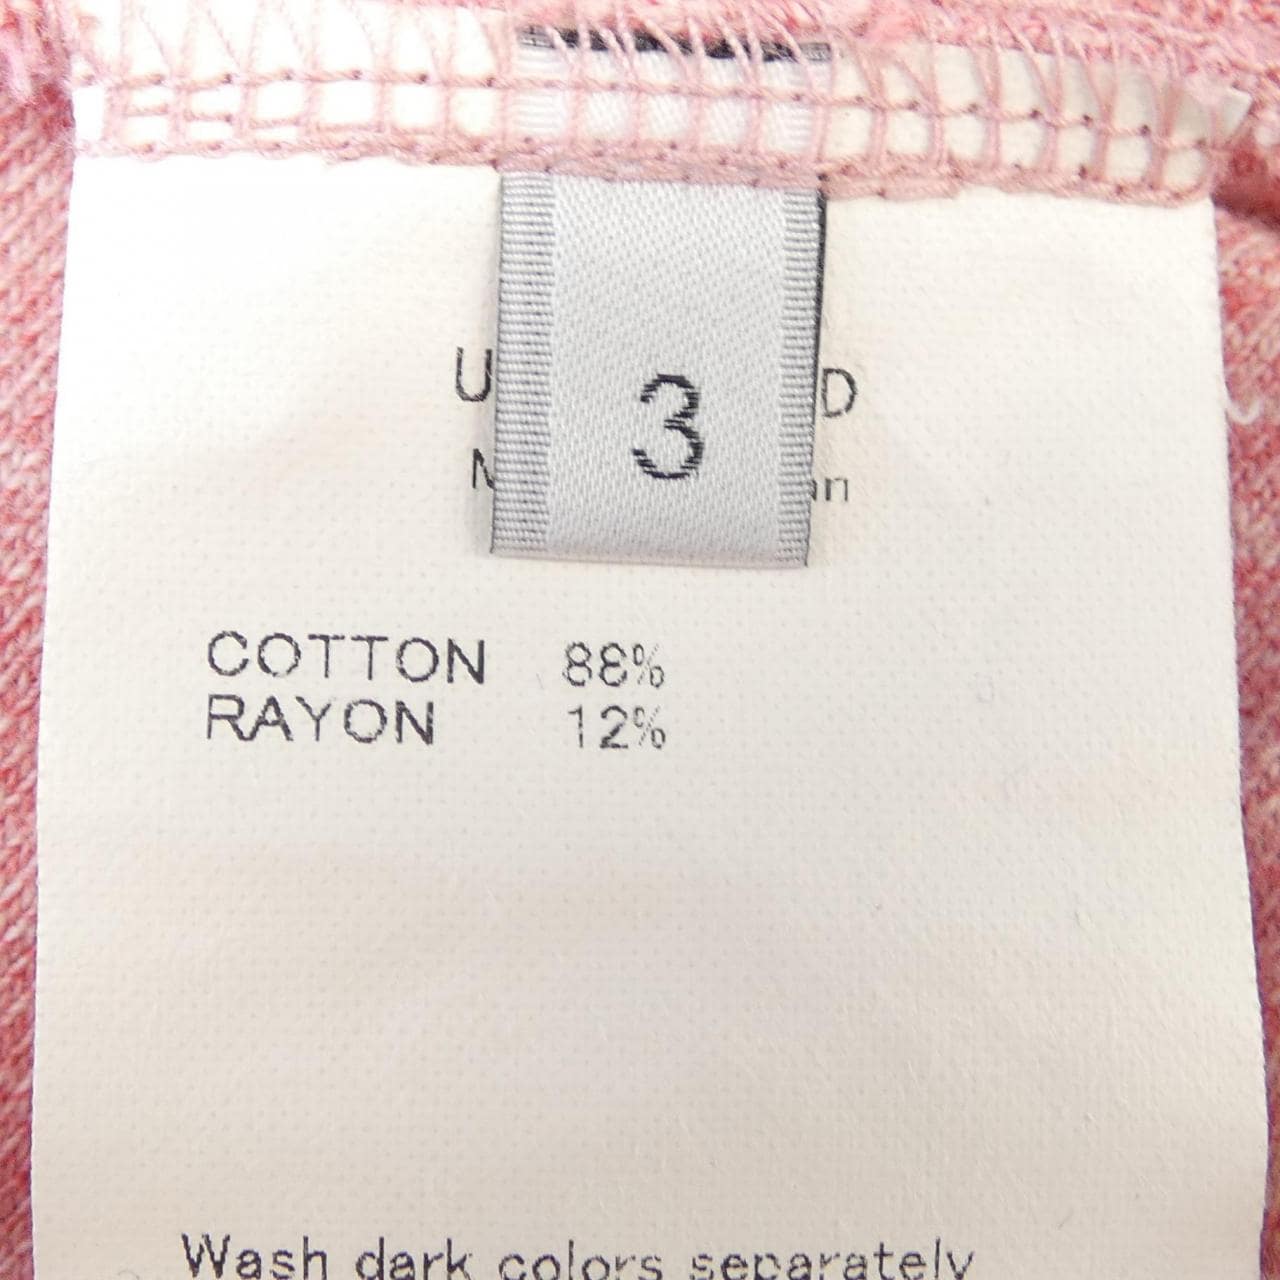 3
COTTON 88%
RAYON 12%
Wash dark colors separately